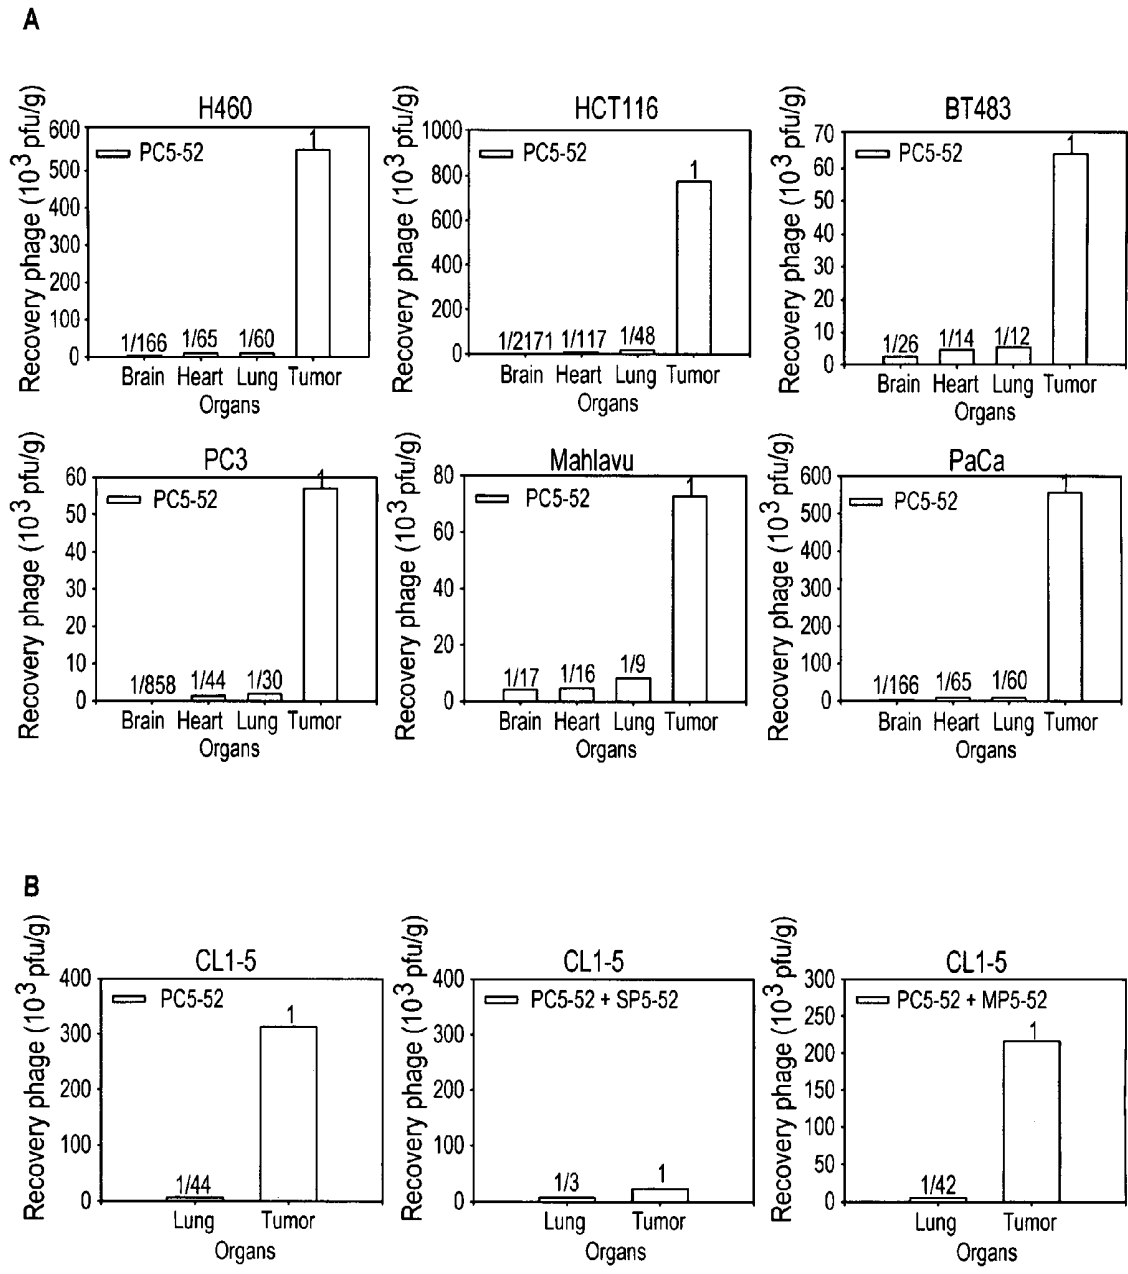 A
H460
Recovery phage (10³ pfu/g)
600
500
400
300
200
100
0
PC5-52
1/166
1/65
1/60
1
Brain Heart Lung Tumor
Organs
HCT116
Recovery phage (10³ pfu/g)
1000
800
600
400
200
0
PC5-52
1/2171
1/117
1/48
1
Brain Heart Lung Tumor
Organs
BT483
Recovery phage (10³ pfu/g)
70
60
50
40
30
20
10
0
PC5-52
1/26
1/14
1/12
1
Brain Heart Lung Tumor
Organs
PC3
Recovery phage (10³ pfu/g)
60
50
40
30
20
10
0
PC5-52
1/858
1/44
1/30
1
Brain Heart Lung Tumor
Organs
Mahlavu
Recovery phage (10³ pfu/g)
80
60
40
20
0
PC5-52
1/17
1/16
1/9
1
Brain Heart Lung Tumor
Organs
PaCa
Recovery phage (10³ pfu/g)
600
500
400
300
200
100
0
PC5-52
1/166
1/65
1/60
1
Brain Heart Lung Tumor
Organs
B
CL1-5
Recovery phage (10³ pfu/g)
400
300
200
100
0
PC5-52
1/44
1
Lung Tumor
Organs
CL1-5
Recovery phage (10³ pfu/g)
400
300
200
100
0
PC5-52 + SP5-52
1/3
1
Lung Tumor
Organs
CL1-5
Recovery phage (10³ pfu/g)
300
250
200
150
100
50
0
PC5-52 + MP5-52
1/42
1
Lung Tumor
Organs